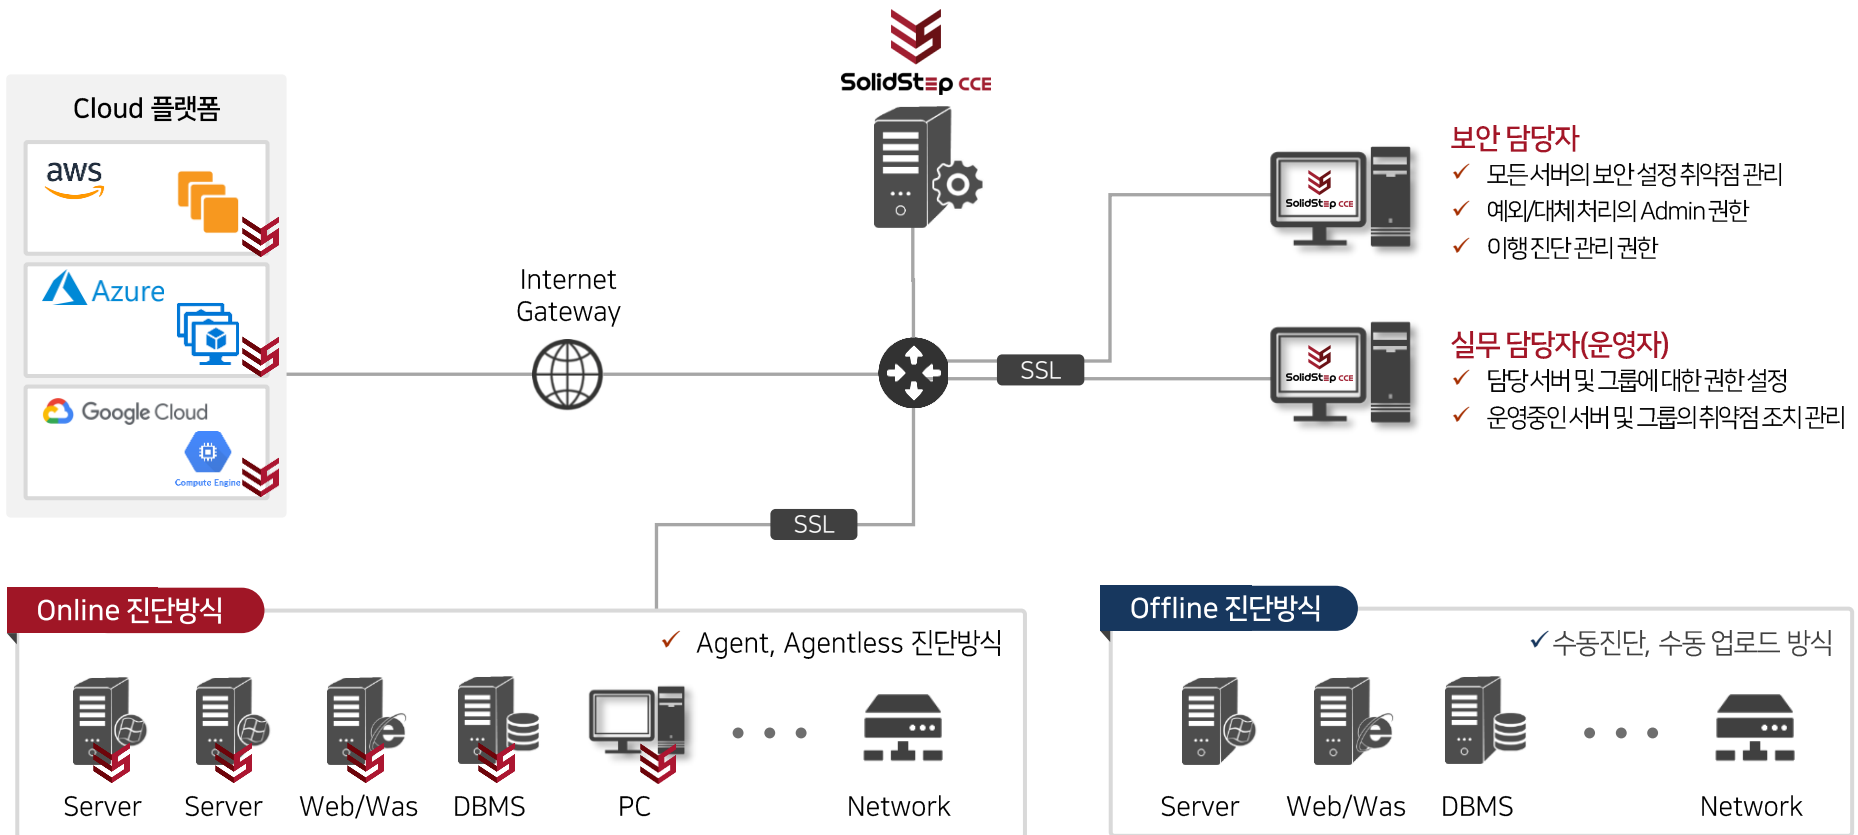 SolidStep CCE
Cloud 플랫폼
aws
Azure
Google Cloud
Compute Engine
Internet
Gateway
SSL
SSL
SolidStep CCE
보안 담당자
모든 서버의 보안 설정 취약점 관리
예외/대체 처리의 Admin 권한
이행 진단 관리 권한
SolidStep CCE
실무 담당자(운영자)
담당 서버 및 그룹에 대한 권한 설정
운영중인 서버 및 그룹의 취약점 조치 관리
Online 진단방식
Agent, Agentless 진단방식
Server
Server
Web/Was
DBMS
PC
• • •
Network
Offline 진단방식
수동진단, 수동 업로드 방식
Server
Web/Was
DBMS
• • •
Network